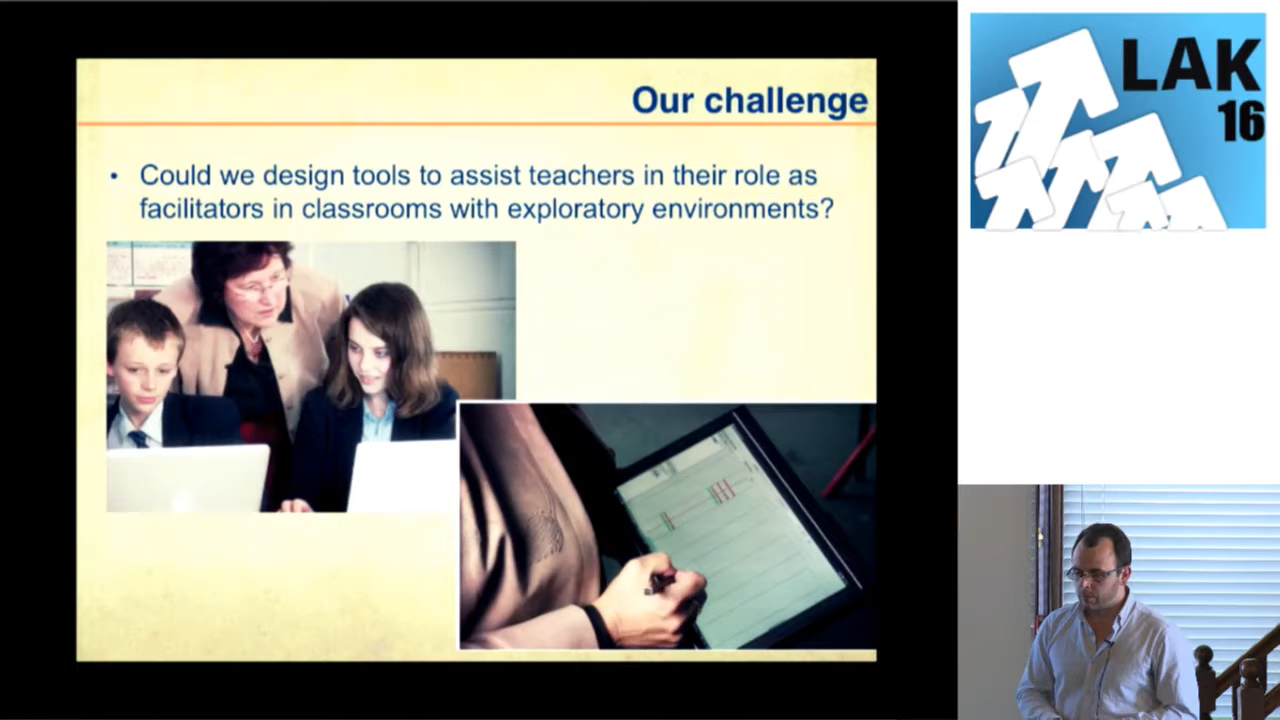 Our challenge
• Could we design tools to assist teachers in their role as
facilitators in classrooms with exploratory environments?
LAK
16